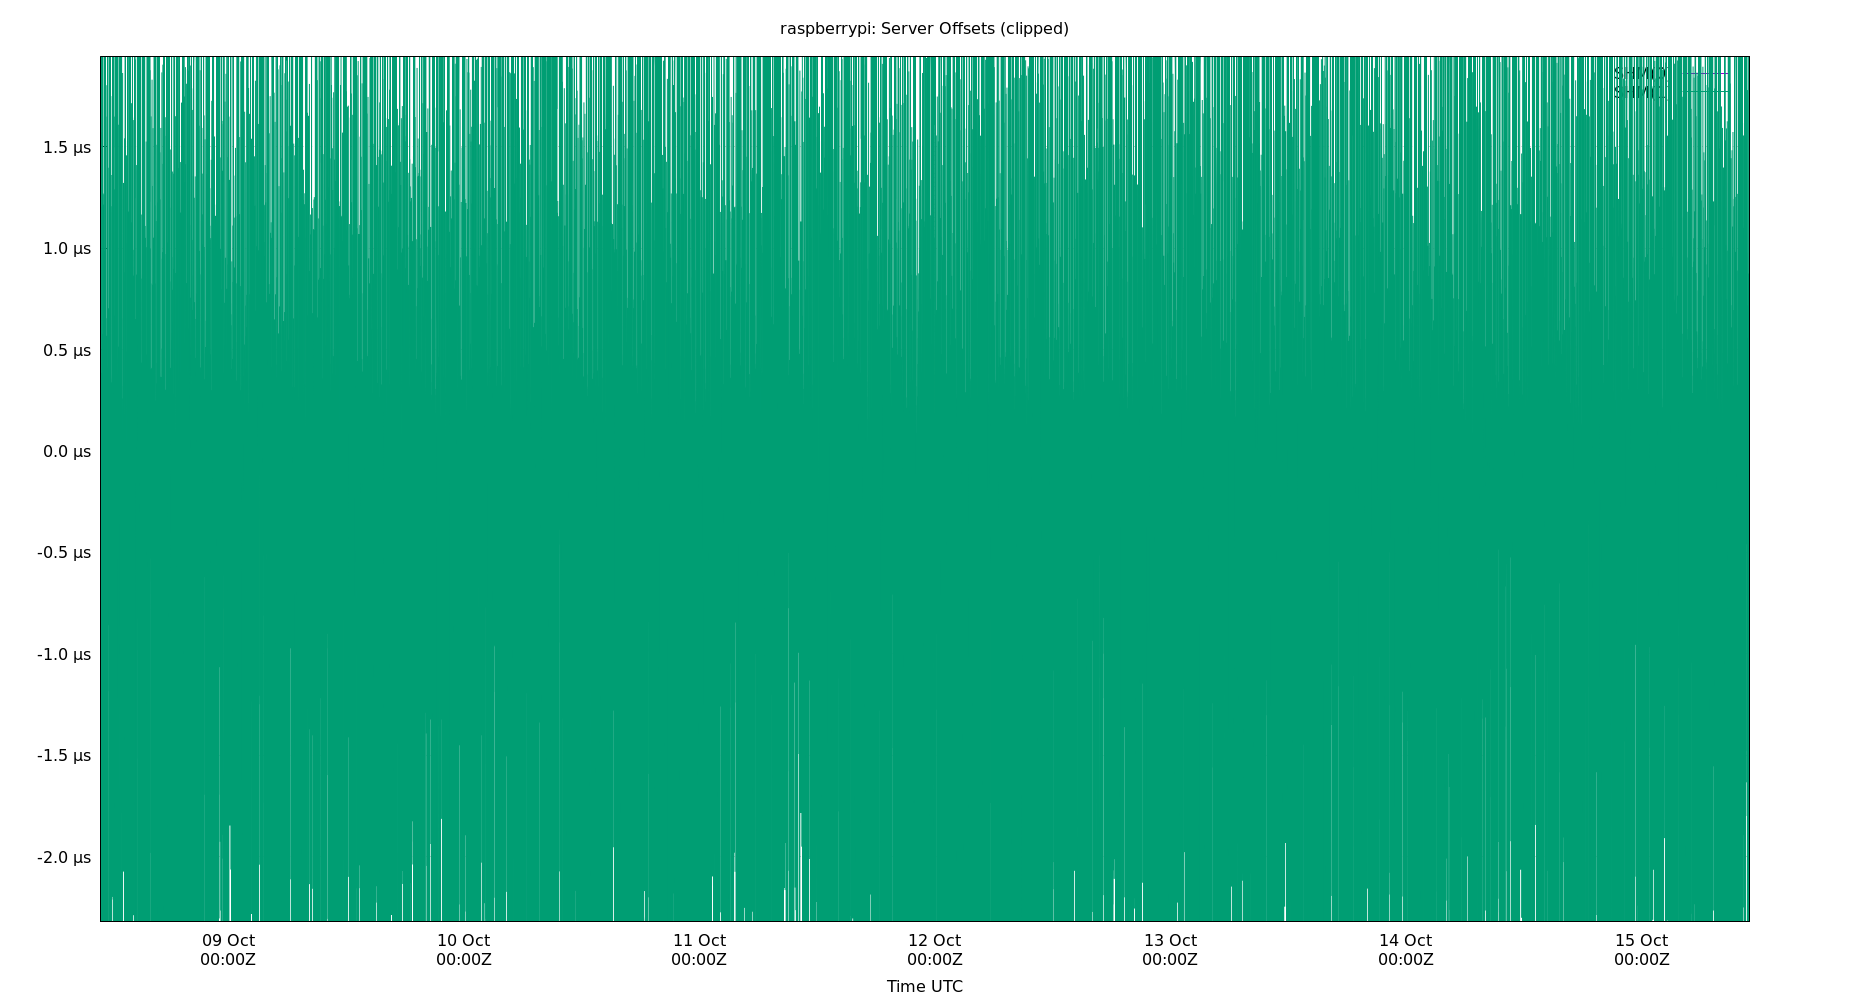 raspberrypi: Server Offsets (clipped)
1.5 µs
1.0 µs
0.5 µs
0.0 µs
-0.5 µs
-1.0 µs
-1.5 µs
-2.0 µs
09 Oct 10 Oct 11 Oct 12 Oct 13 Oct 14 Oct 15 Oct
00:00Z 00:00Z 00:00Z 00:00Z 00:00Z 00:00Z 00:00Z
Time UTC